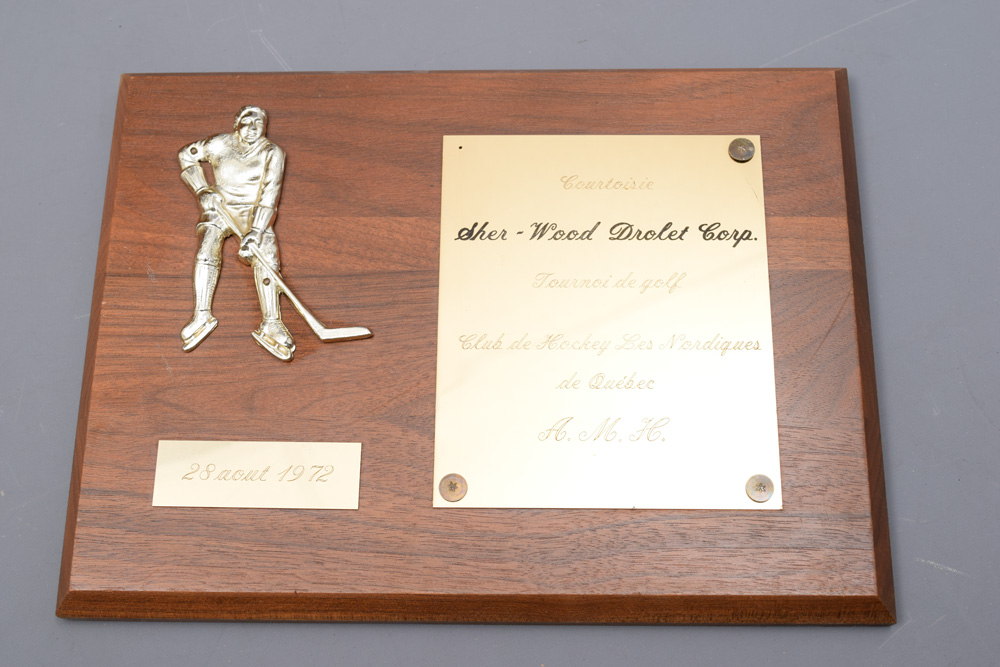 Courtoisie
Sher-Wood Drolet Corp.
Tournoi de golf
Club de Hockey Les Nordiques
de Québec
A. M. H.
28 aout 1972